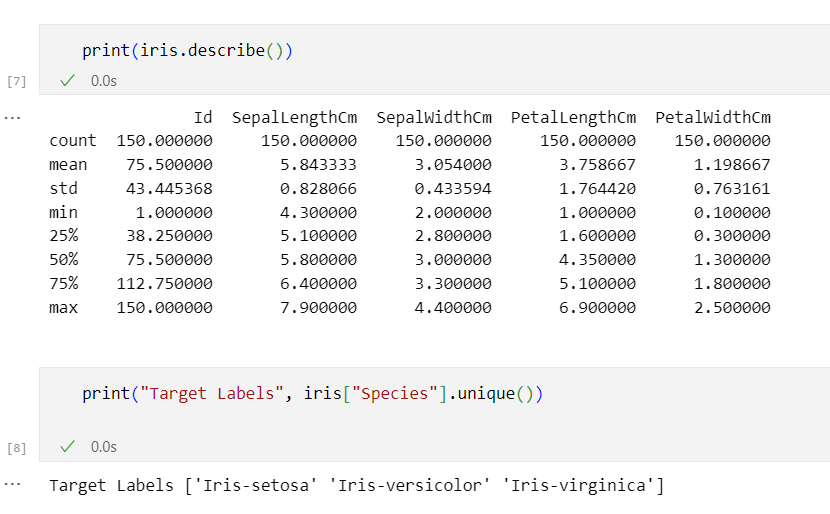 print(iris.describe())
[7]
0.0s
...
Id SepalLengthCm SepalWidthCm PetalLengthCm PetalWidthCm
count 150.000000 150.000000 150.000000 150.000000 150.000000
mean 75.500000 5.843333 3.054000 3.758667 1.198667
std 43.445368 0.828066 0.433594 1.764420 0.763161
min 1.000000 4.300000 2.000000 1.000000 0.100000
25% 38.250000 5.100000 2.800000 1.600000 0.300000
50% 75.500000 5.800000 3.000000 4.350000 1.300000
75% 112.750000 6.400000 3.300000 5.100000 1.800000
max 150.000000 7.900000 4.400000 6.900000 2.500000
print("Target Labels", iris["Species"].unique())
[8]
0.0s
...
Target Labels ['Iris-setosa' 'Iris-versicolor' 'Iris-virginica']